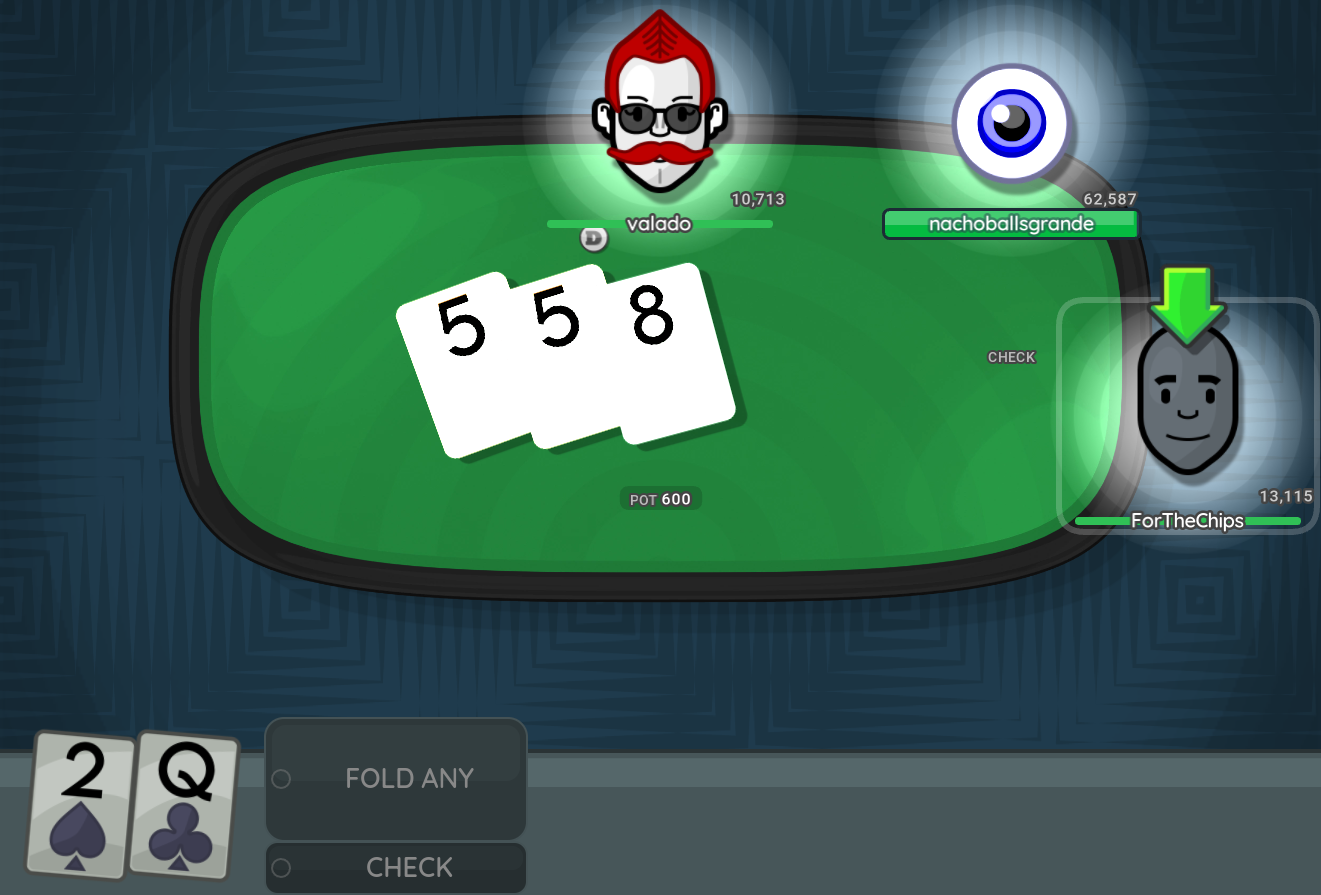 10,713
62,587
valado
nachoballsgrande
D
5 5 8
CHECK
POT 600
13,115
ForTheChips
2 Q
FOLD ANY
CHECK